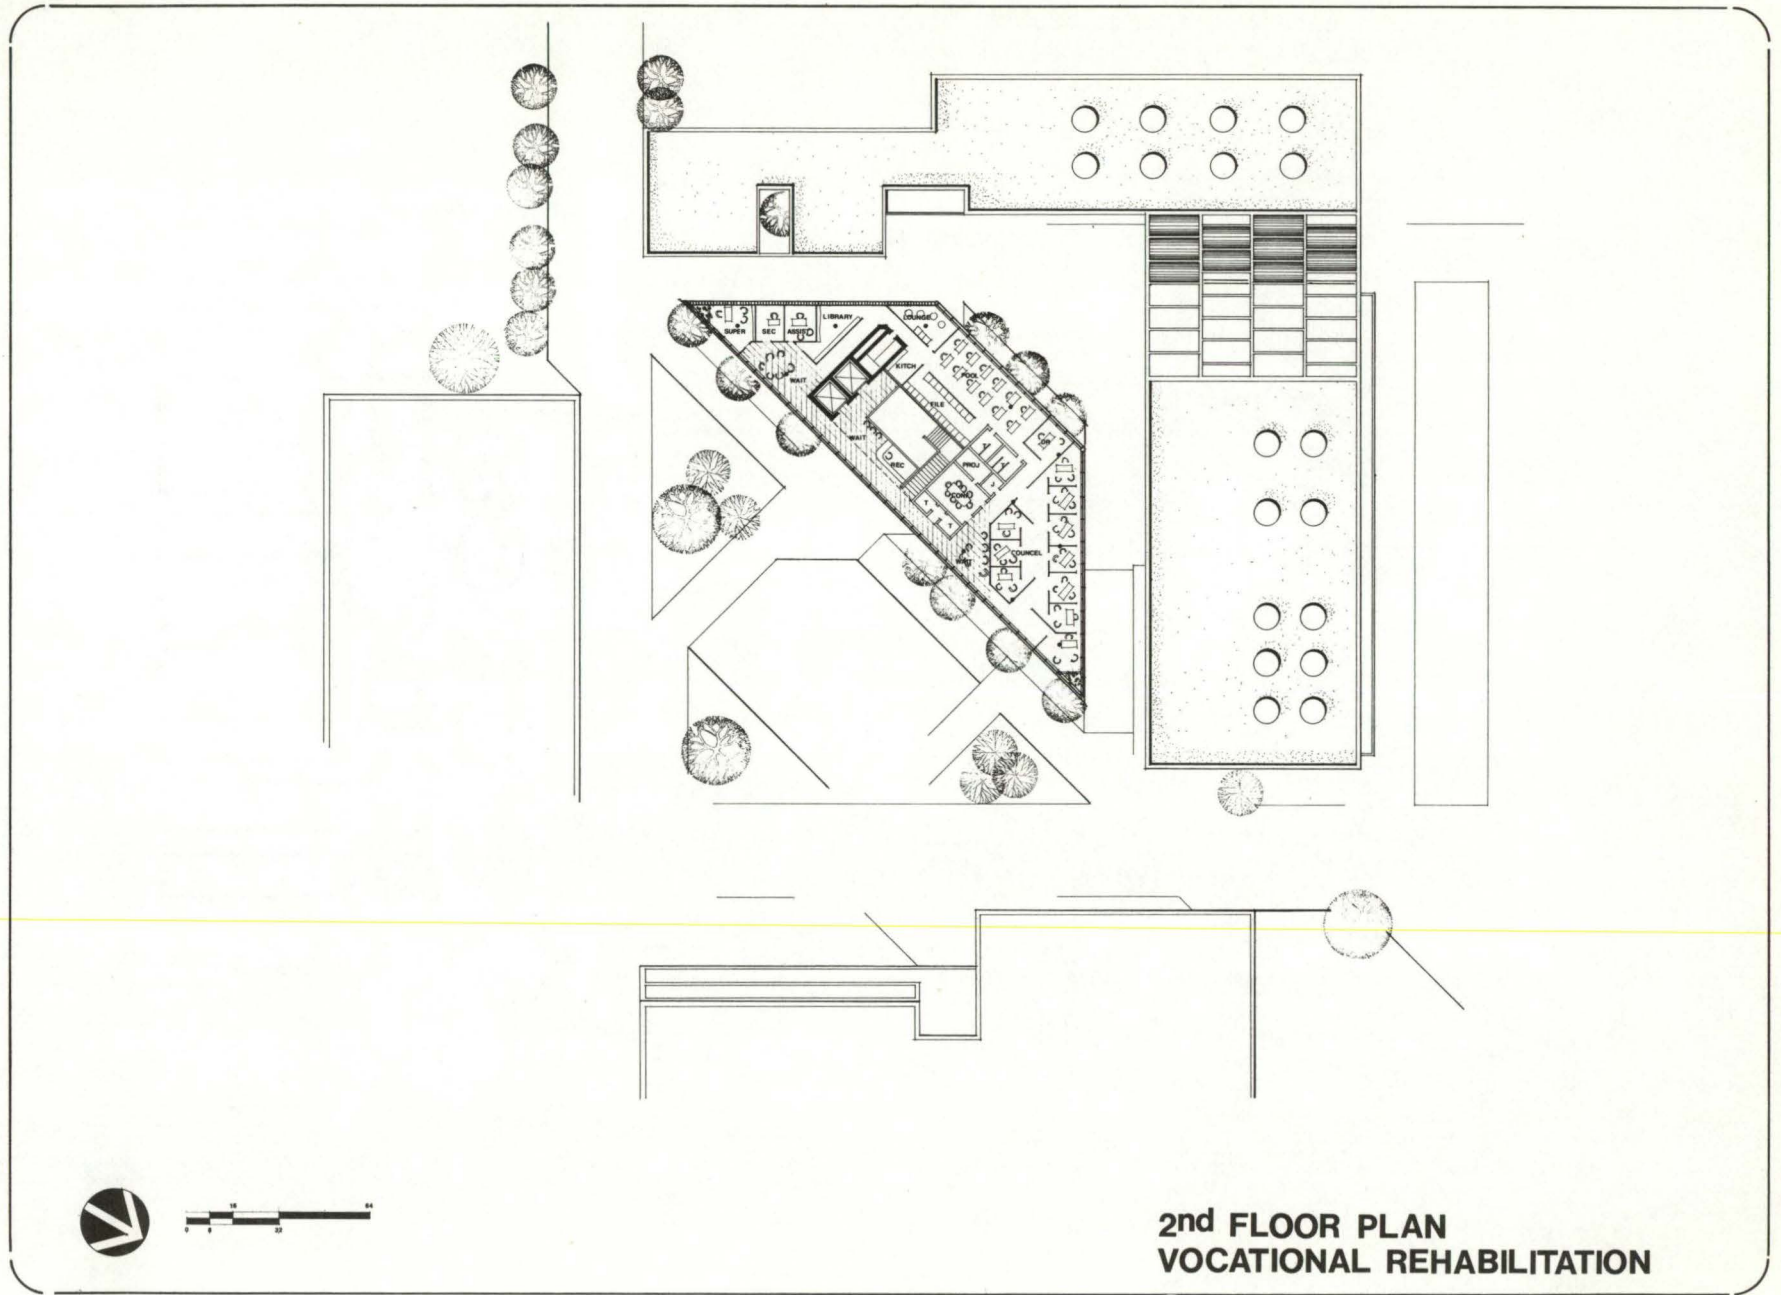 SUPER SEC ASSIST LIBRARY LOUNGE
WAIT KITCH POOL
FILE
WAIT
REC PROJ DR
CONF
WAIT COUNCEL
16 64
0 8 32
2nd FLOOR PLAN
VOCATIONAL REHABILITATION